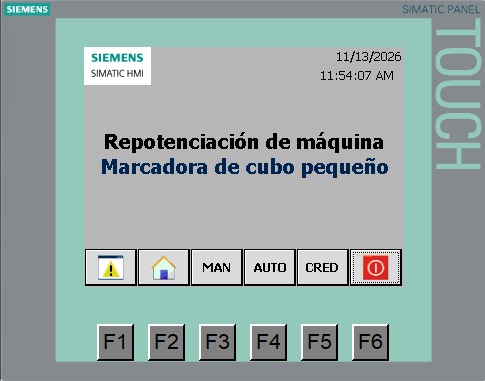 SIEMENS
SIMATIC PANEL
TOUCH
SIEMENS
SIMATIC HMI
11/13/2026
11:54:07 AM
Repotenciación de máquina
Marcadora de cubo pequeño
MAN AUTO CRED
F1 F2 F3 F4 F5 F6